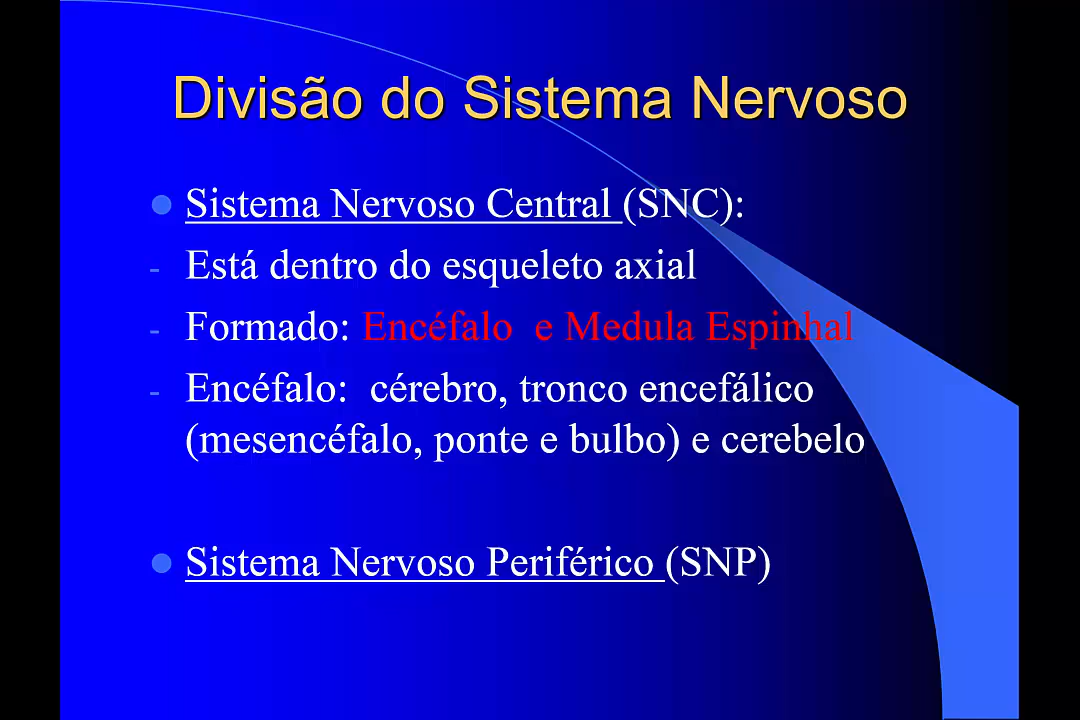 Divisão do Sistema Nervoso
Sistema Nervoso Central (SNC):
- Está dentro do esqueleto axial
- Formado: Encéfalo e Medula Espinhal
- Encéfalo: cérebro, tronco encefálico
(mesencéfalo, ponte e bulbo) e cerebelo
Sistema Nervoso Periférico (SNP)